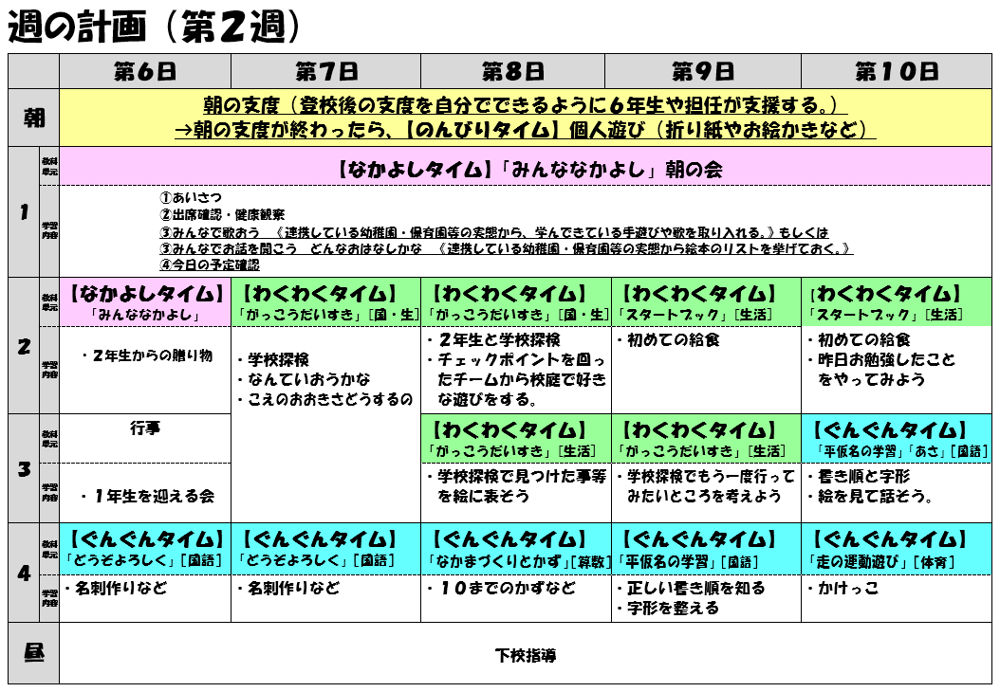 週の計画（第２週）
第６日 第７日 第８日 第９日 第１０日
朝
朝の支度（登校後の支度を自分でできるように６年生や担任が支援する。）
→朝の支度が終わったら、【のんびりタイム】個人遊び（折り紙やお絵かきなど）
1
教科
単元
【なかよしタイム】「みんななかよし」朝の会
学習
内容
①あいさつ
②出席確認・健康観察
③みんなで歌おう　《連携している幼稚園・保育園等の実態から、学んできている手遊びや歌を取り入れる。》もしくは
③みんなでお話を聞こう　どんなおはなしかな　《連携している幼稚園・保育園等の実態から絵本のリストを挙げておく。》
④今日の予定確認
2
教科
単元
【なかよしタイム】
「みんななかよし」
【わくわくタイム】
「がっこうだいすき」［国・生］
【わくわくタイム】
「がっこうだいすき」［国・生］
【わくわくタイム】
「スタートブック」［生活］
【わくわくタイム】
「スタートブック」［生活］
学習
内容
・２年生からの贈り物
・学校探検
・なんていおうかな
・こえのおおきさどうするの
・２年生と学校探検
・チェックポイントを回っ
たチームから校庭で好き
な遊びをする。
・初めての給食
・初めての給食
・昨日お勉強したこと
をやってみよう
3
教科
単元
行事
【わくわくタイム】
「がっこうだいすき」［生活］
【わくわくタイム】
「がっこうだいすき」［生活］
【ぐんぐんタイム】
「平仮名の学習」「あさ」［国語］
学習
内容
・１年生を迎える会
・学校探検で見つけた事等
を絵に表そう
・学校探検でもう一度行って
みたいところを考えよう
・書き順と字形
・絵を見て話そう。
4
教科
単元
【ぐんぐんタイム】
「どうぞよろしく」［国語］
【ぐんぐんタイム】
「どうぞよろしく」［国語］
【ぐんぐんタイム】
「なかまづくりとかず」［算数］
【ぐんぐんタイム】
「平仮名の学習」［国語］
【ぐんぐんタイム】
「走の運動遊び」［体育］
学習
内容
・名刺作りなど
・名刺作りなど
・１０までのかずなど
・正しい書き順を知る
・字形を整える
・かけっこ
昼
下校指導